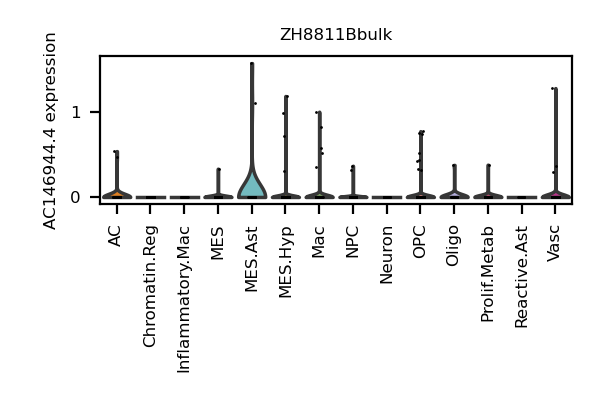 ZH8811Bbulk
AC146944.4 expression
1
0
AC
Chromatin.Reg
Inflammatory.Mac
MES
MES.Ast
MES.Hyp
Mac
NPC
Neuron
OPC
Oligo
Prolif.Metab
Reactive.Ast
Vasc